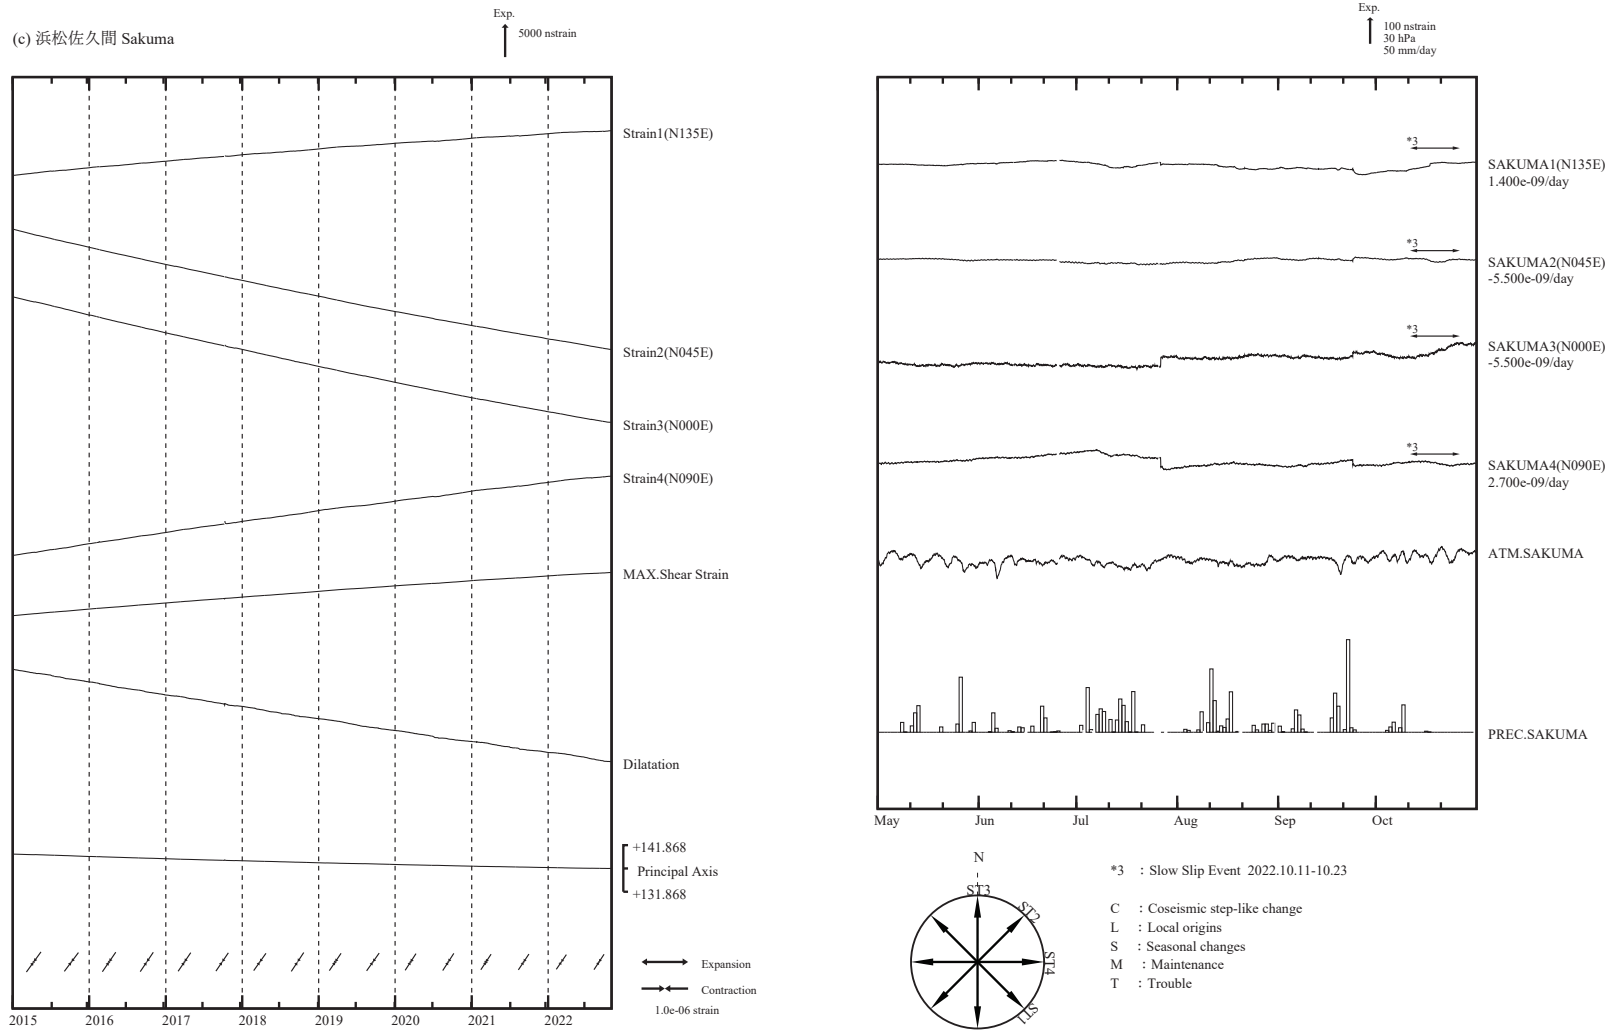 (c) 浜松佐久間 Sakuma
Exp.
5000 nstrain
Strain1(N135E)
Strain2(N045E)
Strain3(N000E)
Strain4(N090E)
MAX.Shear Strain
Dilatation
+141.868
Principal Axis
+131.868
Expansion
Contraction
1.0e-06 strain
2015 2016 2017 2018 2019 2020 2021 2022
Exp.
100 nstrain
30 hPa
50 mm/day
*3
SAKUMA1(N135E)
1.400e-09/day
*3
SAKUMA2(N045E)
-5.500e-09/day
*3
SAKUMA3(N000E)
-5.500e-09/day
*3
SAKUMA4(N090E)
2.700e-09/day
ATM.SAKUMA
PREC.SAKUMA
May Jun Jul Aug Sep Oct
N
ST3
ST2
ST4
ST1
*3 : Slow Slip Event 2022.10.11-10.23
C : Coseismic step-like change
L : Local origins
S : Seasonal changes
M : Maintenance
T : Trouble